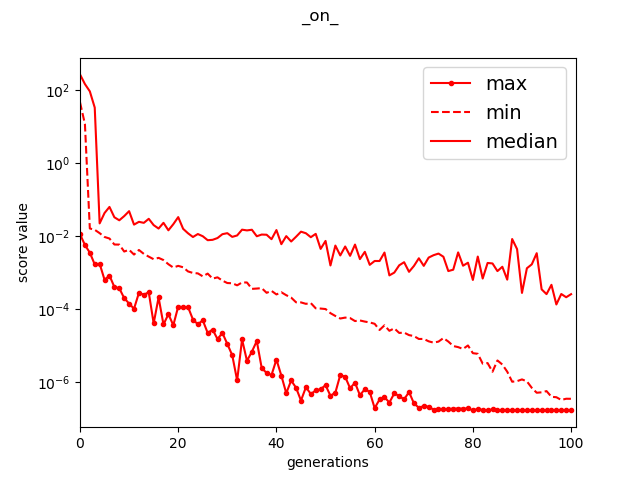 _on_
max
min
median
score value
10²
10⁰
10⁻²
10⁻⁴
10⁻⁶
0 20 40 60 80 100
generations